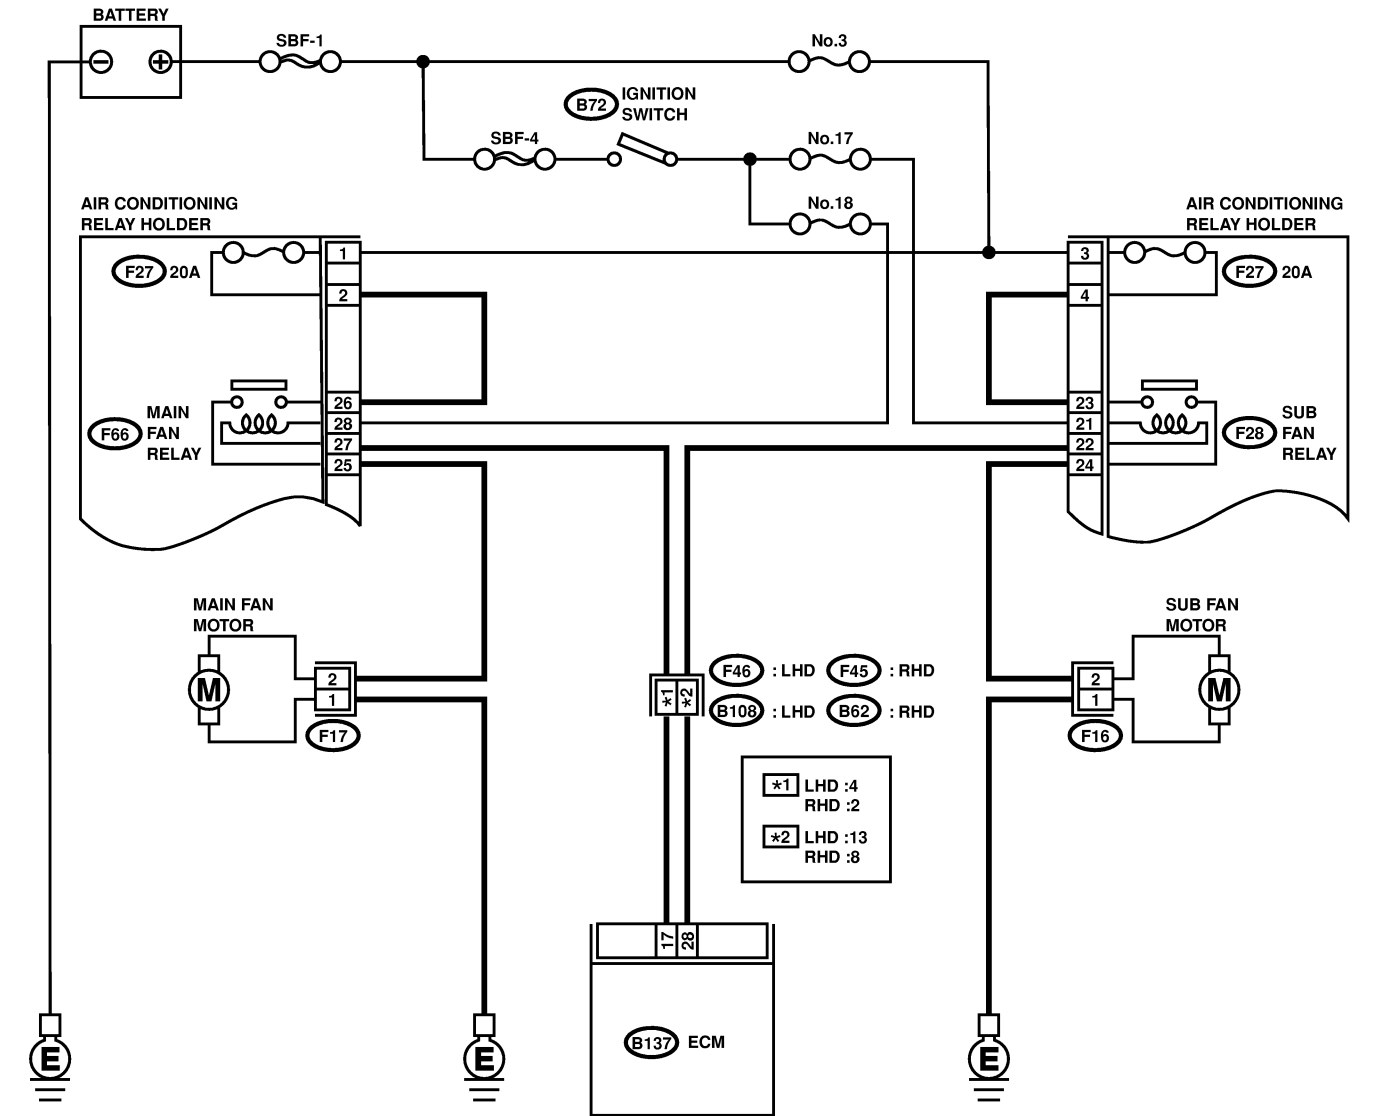 BATTERY
SBF-1
No.3
B72
IGNITION
SWITCH
SBF-4
No.17
No.18
AIR CONDITIONING
RELAY HOLDER
F27 20A
1
2
MAIN
FAN
RELAY
F66
26
28
27
25
AIR CONDITIONING
RELAY HOLDER
3
4
F27 20A
23
21
22
24
F28
SUB
FAN
RELAY
MAIN FAN
MOTOR
M
2
1
F17
*1
*2
F46 : LHD F45 : RHD
B108 : LHD B62 : RHD
SUB FAN
MOTOR
2
1
M
F16
*1 LHD :4
RHD :2
*2 LHD :13
RHD :8
17
28
B137 ECM
E
E
E